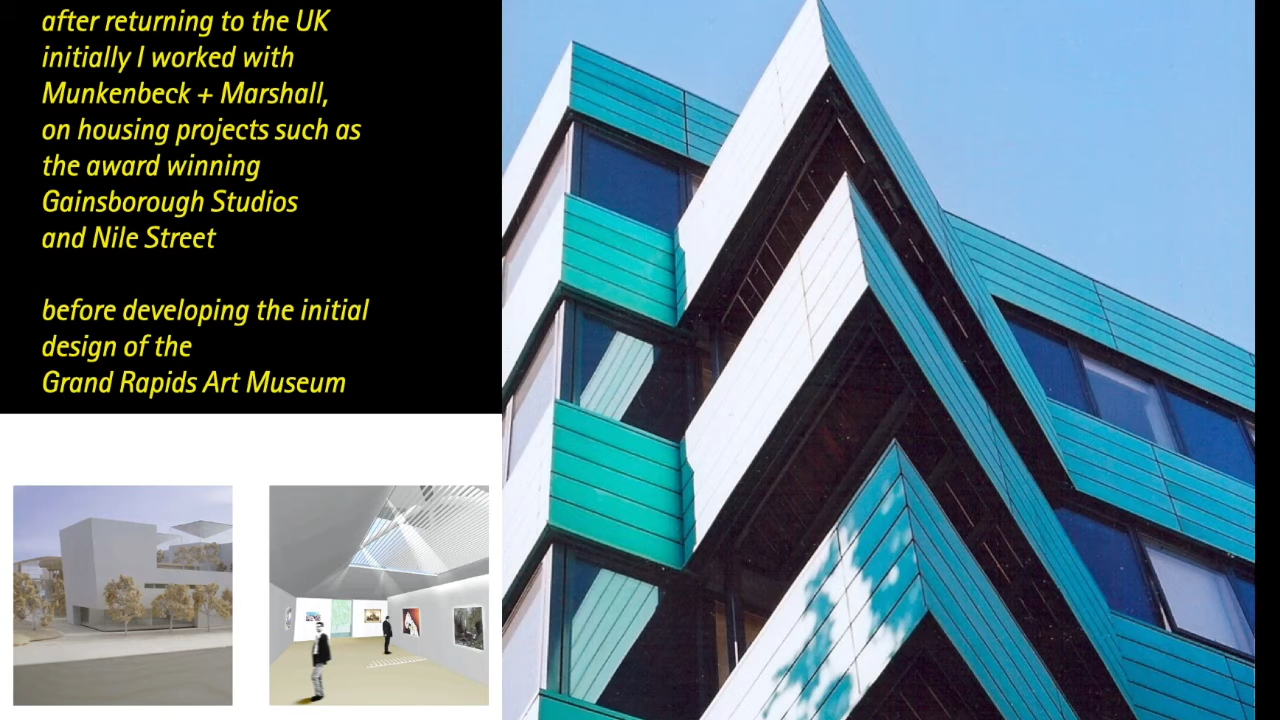 after returning to the UK
initially I worked with
Munkenbeck + Marshall,
on housing projects such as
the award winning
Gainsborough Studios
and Nile Street
before developing the initial
design of the
Grand Rapids Art Museum